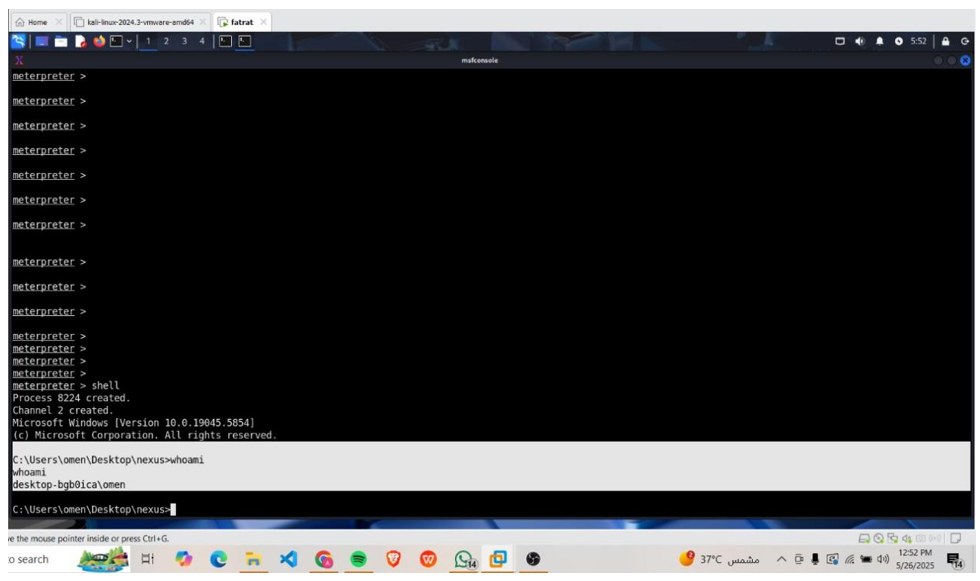 Home
kali-linux-2024.3-vmware-amd64
fatrat
1 2 3 4
5:52
msfconsole
meterpreter >
meterpreter >
meterpreter >
meterpreter >
meterpreter >
meterpreter >
meterpreter >
meterpreter >
meterpreter >
meterpreter >
meterpreter >
meterpreter >
meterpreter >
meterpreter >
meterpreter > shell
Process 8224 created.
Channel 2 created.
Microsoft Windows [Version 10.0.19045.5854]
(c) Microsoft Corporation. All rights reserved.
C:\Users\omen\Desktop\nexus>whoami
whoami
desktop-bgb0ica\omen
C:\Users\omen\Desktop\nexus>
ve the mouse pointer inside or press Ctrl+G.
to search
14
37°C مشمس
12:52 PM
5/26/2025
14